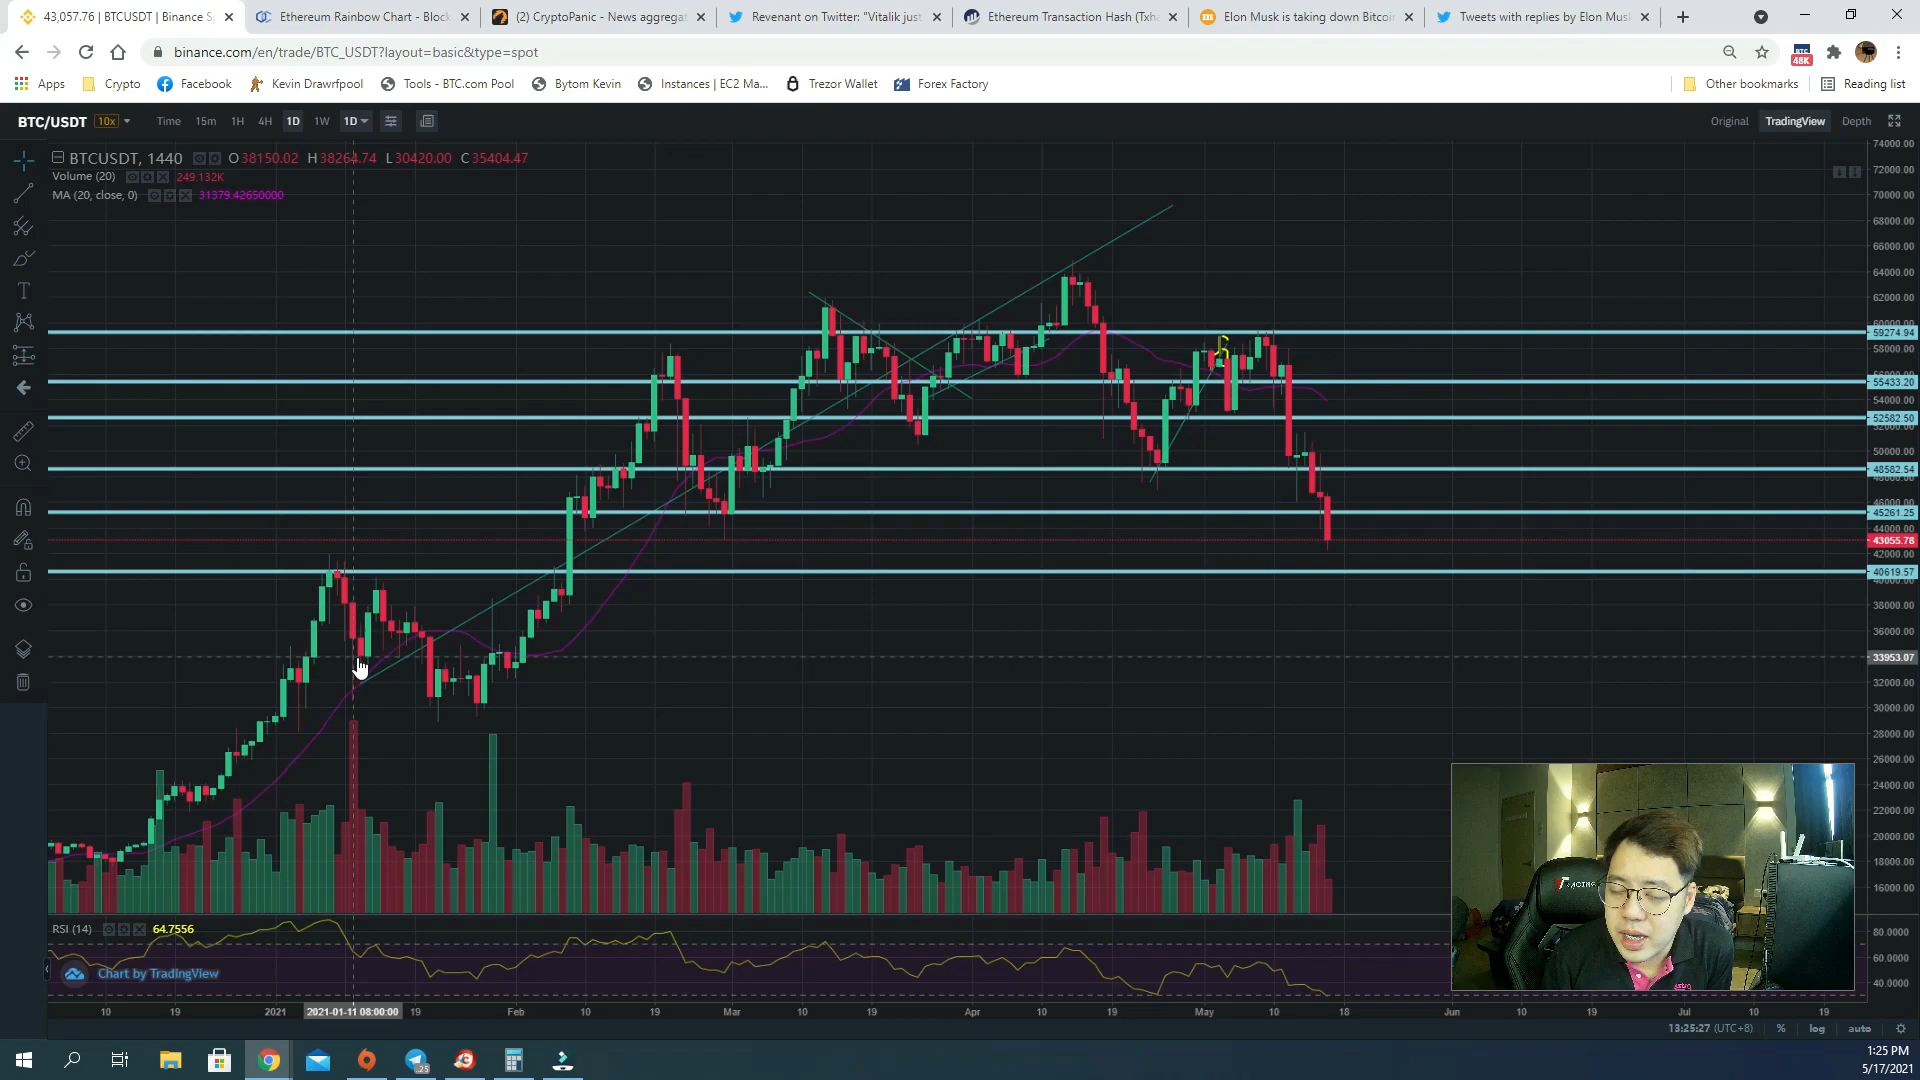 43,057.76 | BTCUSDT | Binance S
Ethereum Rainbow Chart - Block
(2) CryptoPanic - News aggrega
Revenant on Twitter: "Vitalik just
Ethereum Transaction Hash (Txh
Elon Musk is taking down Bitcoin
Tweets with replies by Elon Mus
binance.com/en/trade/BTC_USDT?layout=basic&type=spot
BTC
48K
Apps
Crypto
Facebook
Kevin Drawrfpool
Tools - BTC.com Pool
Bytom Kevin
Instances | EC2 Ma...
Trezor Wallet
Forex Factory
Other bookmarks
Reading list
BTC/USDT 10x
Time 15m 1H 4H 1D 1W 1D
Original TradingView Depth
BTCUSDT, 1440 O38150.02 H38264.74 L30420.00 C35404.47
Volume (20) 249.132K
MA (20, close, 0) 31379.42650000
74000.00
72000.00
70000.00
68000.00
66000.00
64000.00
62000.00
59274.94
58000.00
55433.20
54000.00
52582.50
50000.00
48582.54
46000.00
45261.25
44000.00
43055.78
42000.00
40619.57
38000.00
36000.00
33953.07
32000.00
30000.00
28000.00
26000.00
24000.00
22000.00
20000.00
18000.00
16000.00
RSI (14) 64.7556
80.0000
60.0000
40.0000
Chart by TradingView
10 19 2021 2021-01-11 08:00:00 19 Feb 10 19 Mar 10 19 Apr 10 19 May 10 18 Jun 10 19 Jul 10 19
13:25:27 (UTC+8) % log auto
.25
1:25 PM
5/17/2021